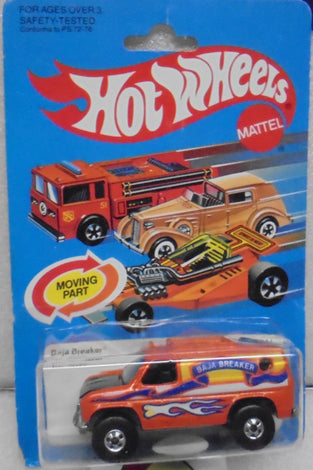 FOR AGES OVER 3
SAFETY-TESTED
Conforms to PS 72-76
HOT WHEELS
MATTEL
51
MOVING
PART
Baja Breaker
BAJA BREAKER